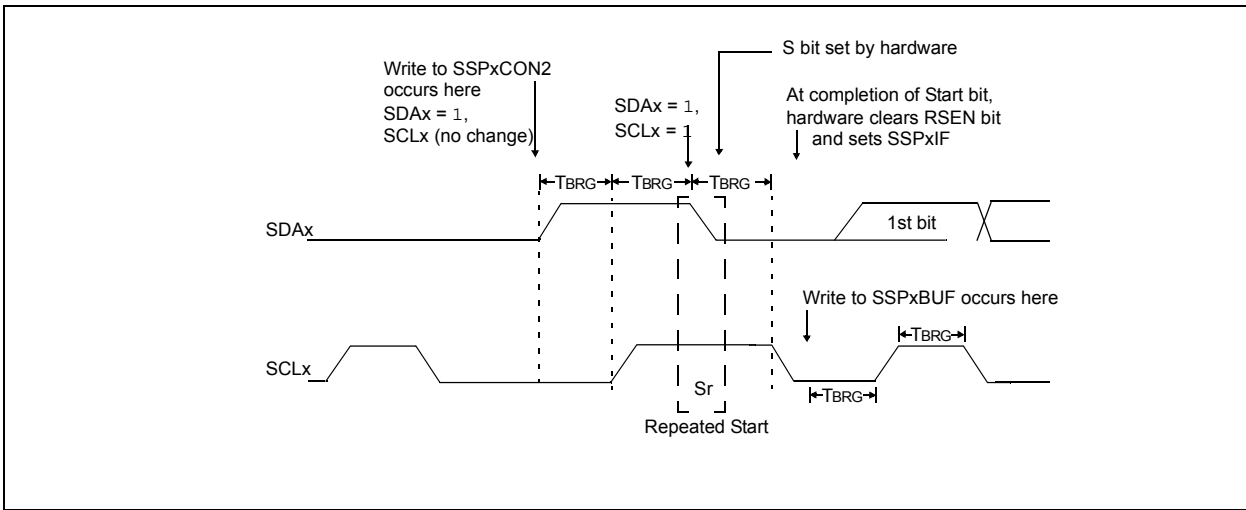 S bit set by hardware
Write to SSPxCON2
occurs here
SDAx = 1,
SCLx (no change)
SDAx = 1,
SCLx = 1
At completion of Start bit,
hardware clears RSEN bit
and sets SSPxIF
TBRG TBRG TBRG
SDAx
1st bit
Write to SSPxBUF occurs here
TBRG
SCLx
Sr
TBRG
Repeated Start